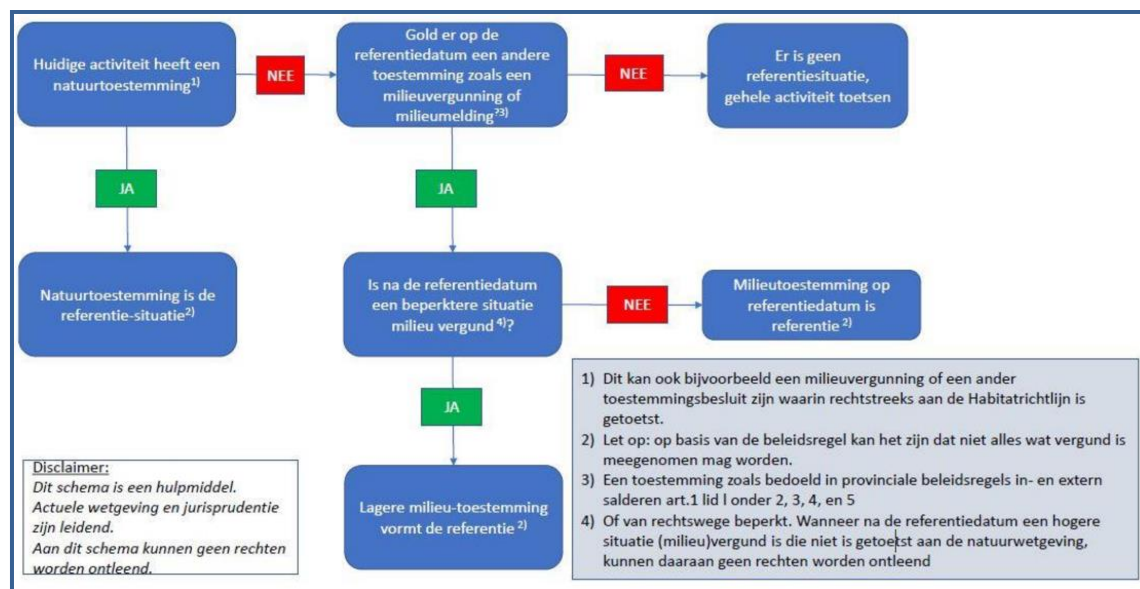 Huidige activiteit heeft een
natuurtoestemming1)
NEE
Gold er op de
referentiedatum een andere
toestemming zoals een
milieuvergunning of
milieumelding?3)
NEE
Er is geen
referentiesituatie,
gehele activiteit toetsen
JA
JA
Natuurtoestemming is de
referentie-situatie2)
Is na de referentiedatum
een beperktere situatie
milieu vergund 4)?
NEE
Milieutoestemming op
referentiedatum is
referentie 2)
JA
Lagere milieu-toestemming
vormt de referentie 2)
Disclaimer:
Dit schema is een hulpmiddel.
Actuele wetgeving en jurisprudentie
zijn leidend.
Aan dit schema kunnen geen rechten
worden ontleend.
1) Dit kan ook bijvoorbeeld een milieuvergunning of een ander
toestemmingsbesluit zijn waarin rechtstreeks aan de Habitatrichtlijn is
getoetst.
2) Let op: op basis van de beleidsregel kan het zijn dat niet alles wat vergund is
meegenomen mag worden.
3) Een toestemming zoals bedoeld in provinciale beleidsregels in- en extern
salderen art.1 lid l onder 2, 3, 4, en 5
4) Of van rechtswege beperkt. Wanneer na de referentiedatum een hogere
situatie (milieu)vergund is die niet is getoetst aan de natuurwetgeving,
kunnen daaraan geen rechten worden ontleend